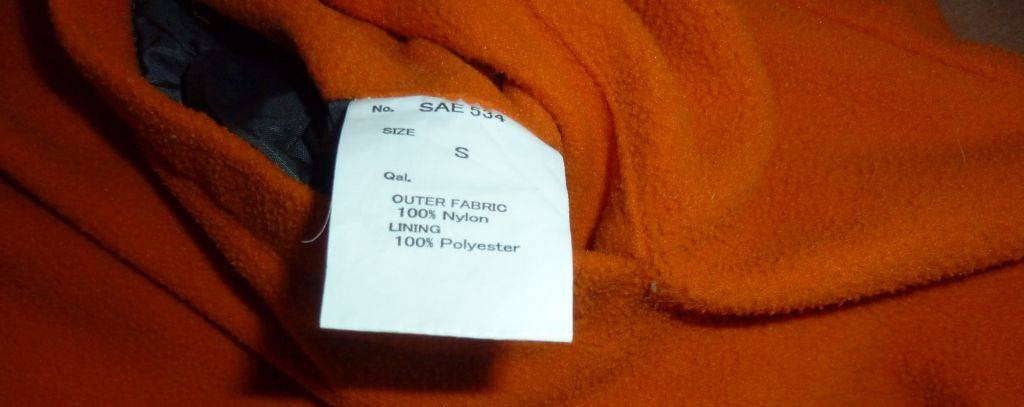 No. SAE 534
SIZE
S
Qal.
OUTER FABRIC
100% Nylon
LINING
100% Polyester